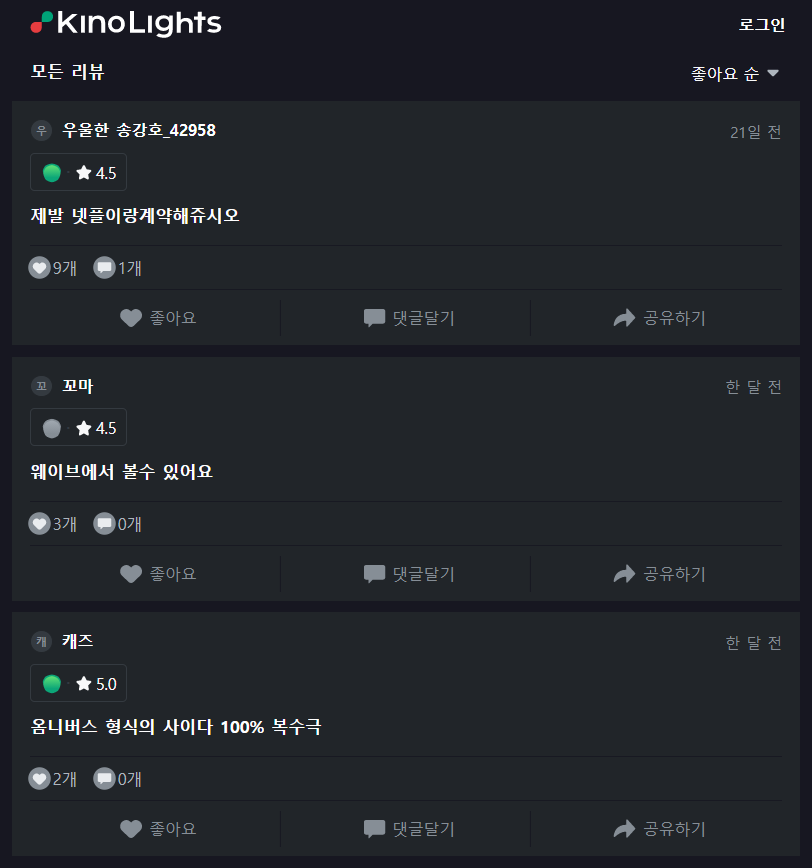 KinoLights
로그인
모든 리뷰
좋아요 순
우
우울한 송강호_42958
21일 전
4.5
제발 넷플이랑계약해쥬시오
9개 1개
좋아요 댓글달기 공유하기
꼬
꼬마
한 달 전
4.5
웨이브에서 볼수 있어요
3개 0개
좋아요 댓글달기 공유하기
캐
캐즈
한 달 전
5.0
옴니버스 형식의 사이다 100% 복수극
2개 0개
좋아요 댓글달기 공유하기